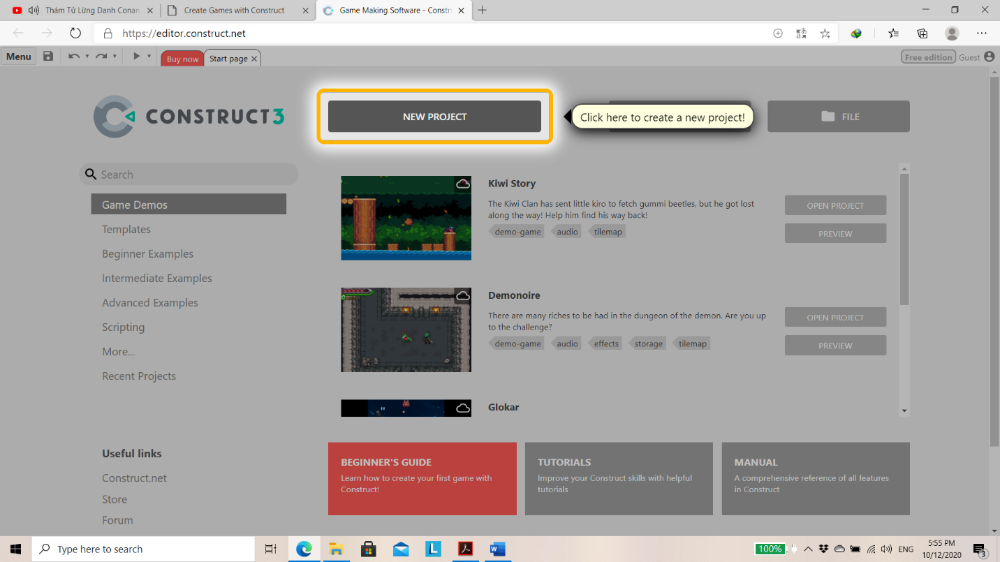 Thám Tử Lừng Danh Conan
Create Games with Construct
Game Making Software - Constr
https://editor.construct.net
Menu
Buy now
Start page
Free edition
Guest
CONSTRUCT 3
NEW PROJECT
Click here to create a new project!
FILE
Search
Game Demos
Templates
Beginner Examples
Intermediate Examples
Advanced Examples
Scripting
More...
Recent Projects
Kiwi Story
The Kiwi Clan has sent little kiro to fetch gummi beetles, but he got lost
along the way! Help him find his way back!
demo-game audio tilemap
OPEN PROJECT
PREVIEW
Demonoire
There are many riches to be had in the dungeon of the demon. Are you up
to the challenge?
demo-game audio effects storage tilemap
OPEN PROJECT
PREVIEW
Glokar
Useful links
Construct.net
Store
Forum
BEGINNER'S GUIDE
Learn how to create your first game with
Construct!
TUTORIALS
Improve your Construct skills with helpful
tutorials
MANUAL
A comprehensive reference of all features
in Construct
Type here to search
100%
ENG
5:55 PM
10/12/2020
3